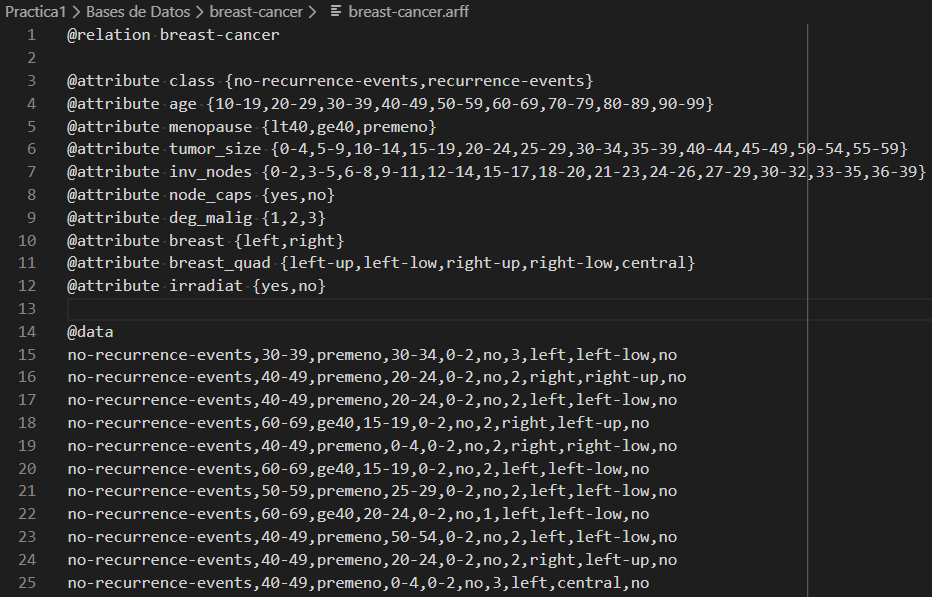 Practica1 > Bases de Datos > breast-cancer > breast-cancer.arff
1 @relation breast-cancer
2
3 @attribute class {no-recurrence-events,recurrence-events}
4 @attribute age {10-19,20-29,30-39,40-49,50-59,60-69,70-79,80-89,90-99}
5 @attribute menopause {lt40,ge40,premeno}
6 @attribute tumor_size {0-4,5-9,10-14,15-19,20-24,25-29,30-34,35-39,40-44,45-49,50-54,55-59}
7 @attribute inv_nodes {0-2,3-5,6-8,9-11,12-14,15-17,18-20,21-23,24-26,27-29,30-32,33-35,36-39}
8 @attribute node_caps {yes,no}
9 @attribute deg_malig {1,2,3}
10 @attribute breast {left,right}
11 @attribute breast_quad {left-up,left-low,right-up,right-low,central}
12 @attribute irradiat {yes,no}
13
14 @data
15 no-recurrence-events,30-39,premeno,30-34,0-2,no,3,left,left-low,no
16 no-recurrence-events,40-49,premeno,20-24,0-2,no,2,right,right-up,no
17 no-recurrence-events,40-49,premeno,20-24,0-2,no,2,left,left-low,no
18 no-recurrence-events,60-69,ge40,15-19,0-2,no,2,right,left-up,no
19 no-recurrence-events,40-49,premeno,0-4,0-2,no,2,right,right-low,no
20 no-recurrence-events,60-69,ge40,15-19,0-2,no,2,left,left-low,no
21 no-recurrence-events,50-59,premeno,25-29,0-2,no,2,left,left-low,no
22 no-recurrence-events,60-69,ge40,20-24,0-2,no,1,left,left-low,no
23 no-recurrence-events,40-49,premeno,50-54,0-2,no,2,left,left-low,no
24 no-recurrence-events,40-49,premeno,20-24,0-2,no,2,right,left-up,no
25 no-recurrence-events,40-49,premeno,0-4,0-2,no,3,left,central,no